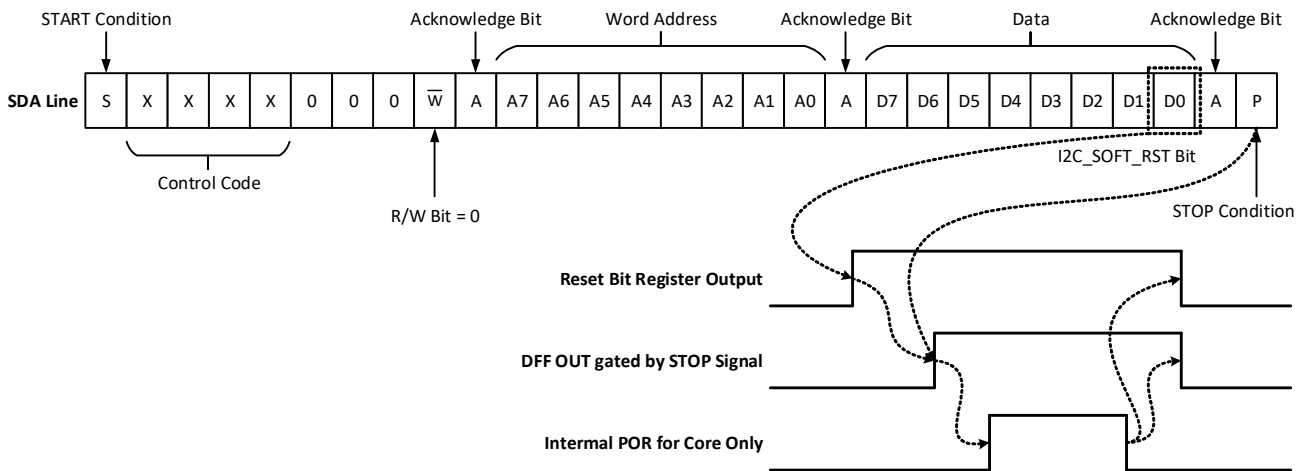 START Condition Acknowledge Bit Word Address Acknowledge Bit Data Acknowledge Bit
SDA Line S X X X X 0 0 0 W̅ A A7 A6 A5 A4 A3 A2 A1 A0 A D7 D6 D5 D4 D3 D2 D1 D0 A P
I2C_SOFT_RST Bit
Control Code
R/W Bit = 0 STOP Condition
Reset Bit Register Output
DFF OUT gated by STOP Signal
Intermal POR for Core Only